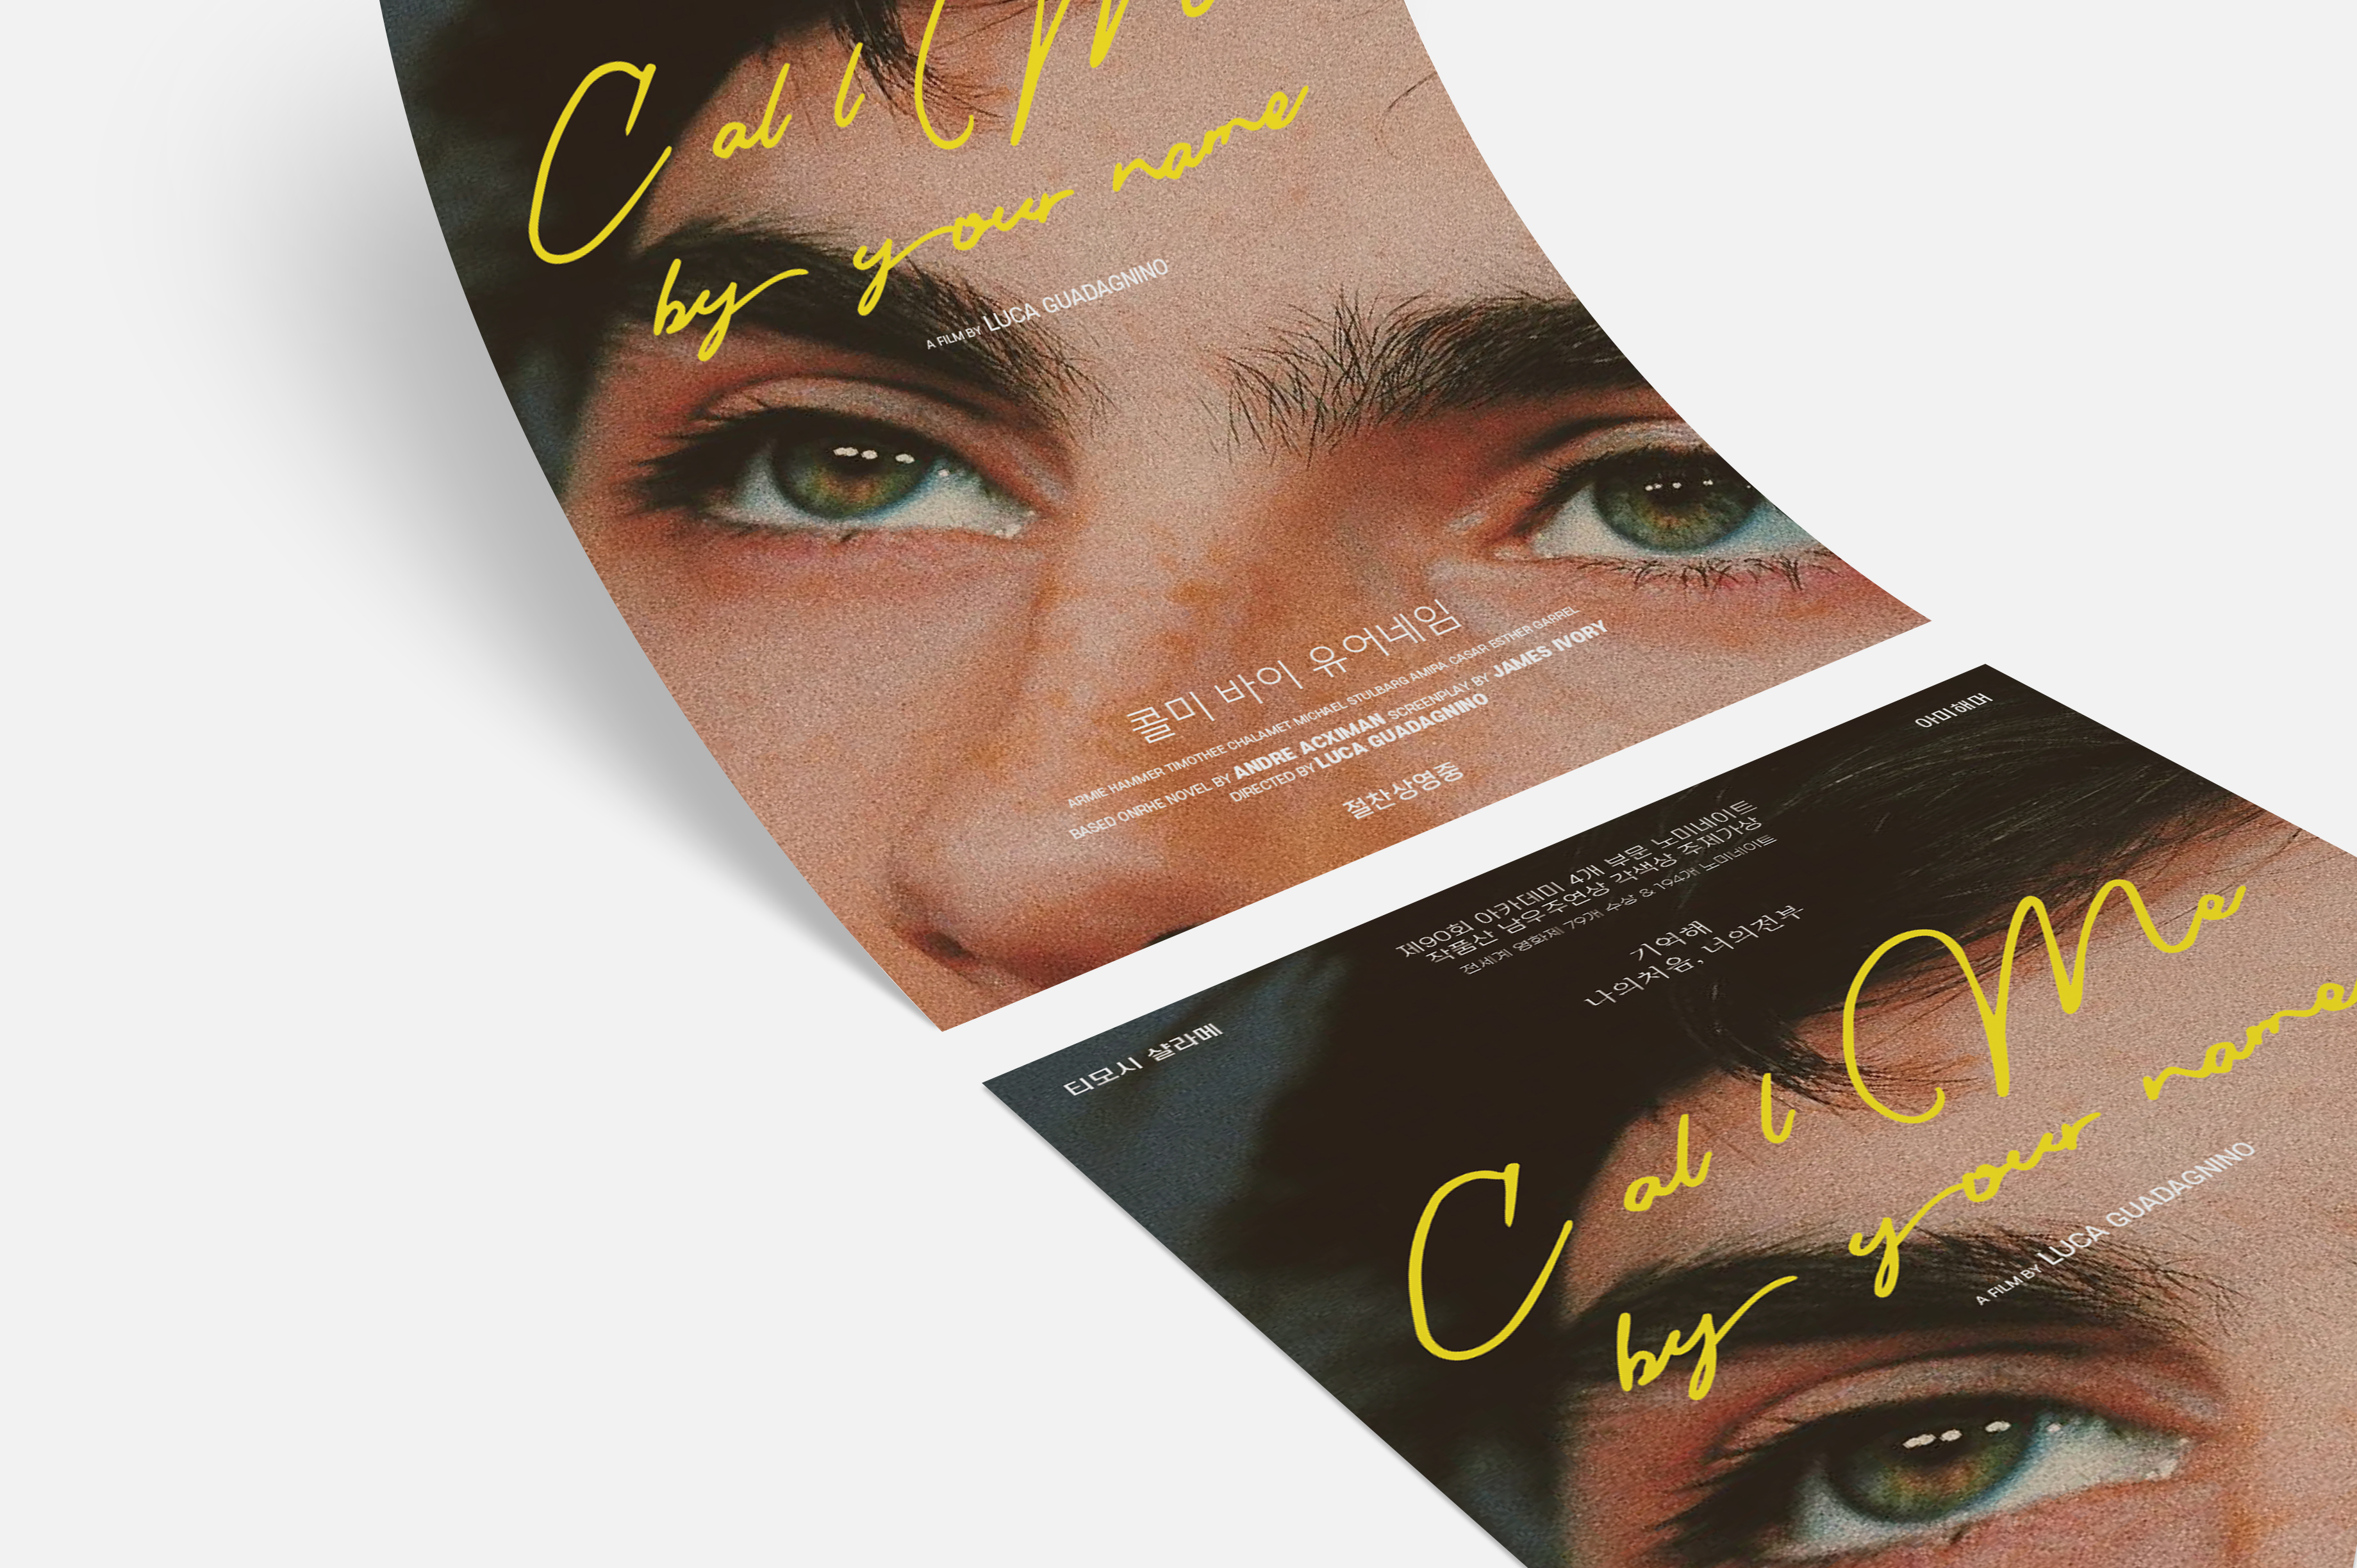 Call M
by your name
A FILM BY LUCA GUADAGNINO
콜미 바이 유어네임
ARMIE HAMMER TIMOTHEE CHALAMET MICHAEL STULBARG AMIRA CASAR ESTHER GARREL
BASED ONRHE NOVEL BY ANDRE ACXIMAN SCREENPLAY BY JAMES IVORY
DIRECTED BY LUCA GUADAGNINO
절찬상영중
티모시 샬라메
아미해머
제90회 아카데미 4개 부문 노미네이트
작품산 남우주연상 각색상 주제가상
전세계 영화제 79개 수상 & 194개 노미네이트
기억해
나의처음, 너의전부
Call Me
by your name
A FILM BY LUCA GUADAGNINO